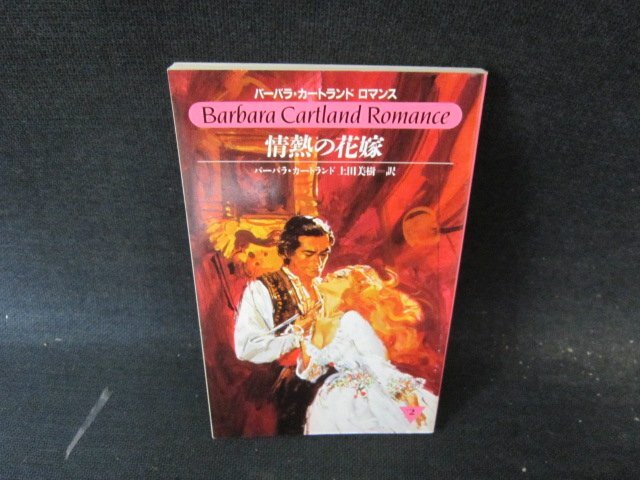 バーバラ・カートランド ロマンス
Barbara Cartland Romance
情熱の花嫁
バーバラ・カートランド 上田美樹―訳
2